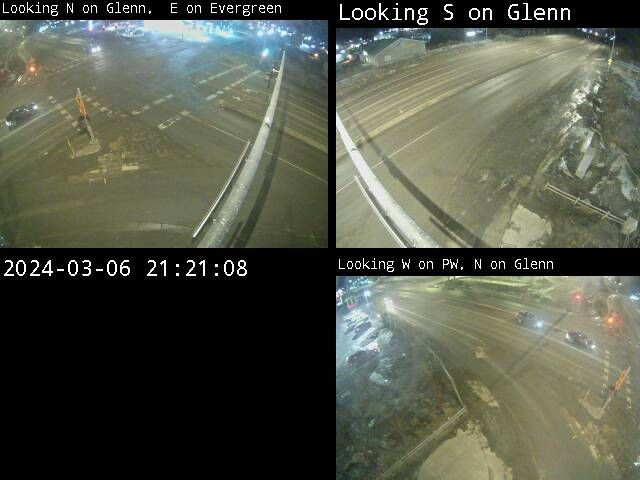 Looking N on Glenn,  E on Evergreen
Looking S on Glenn
2024-03-06 21:21:08
Looking W on PW, N on Glenn